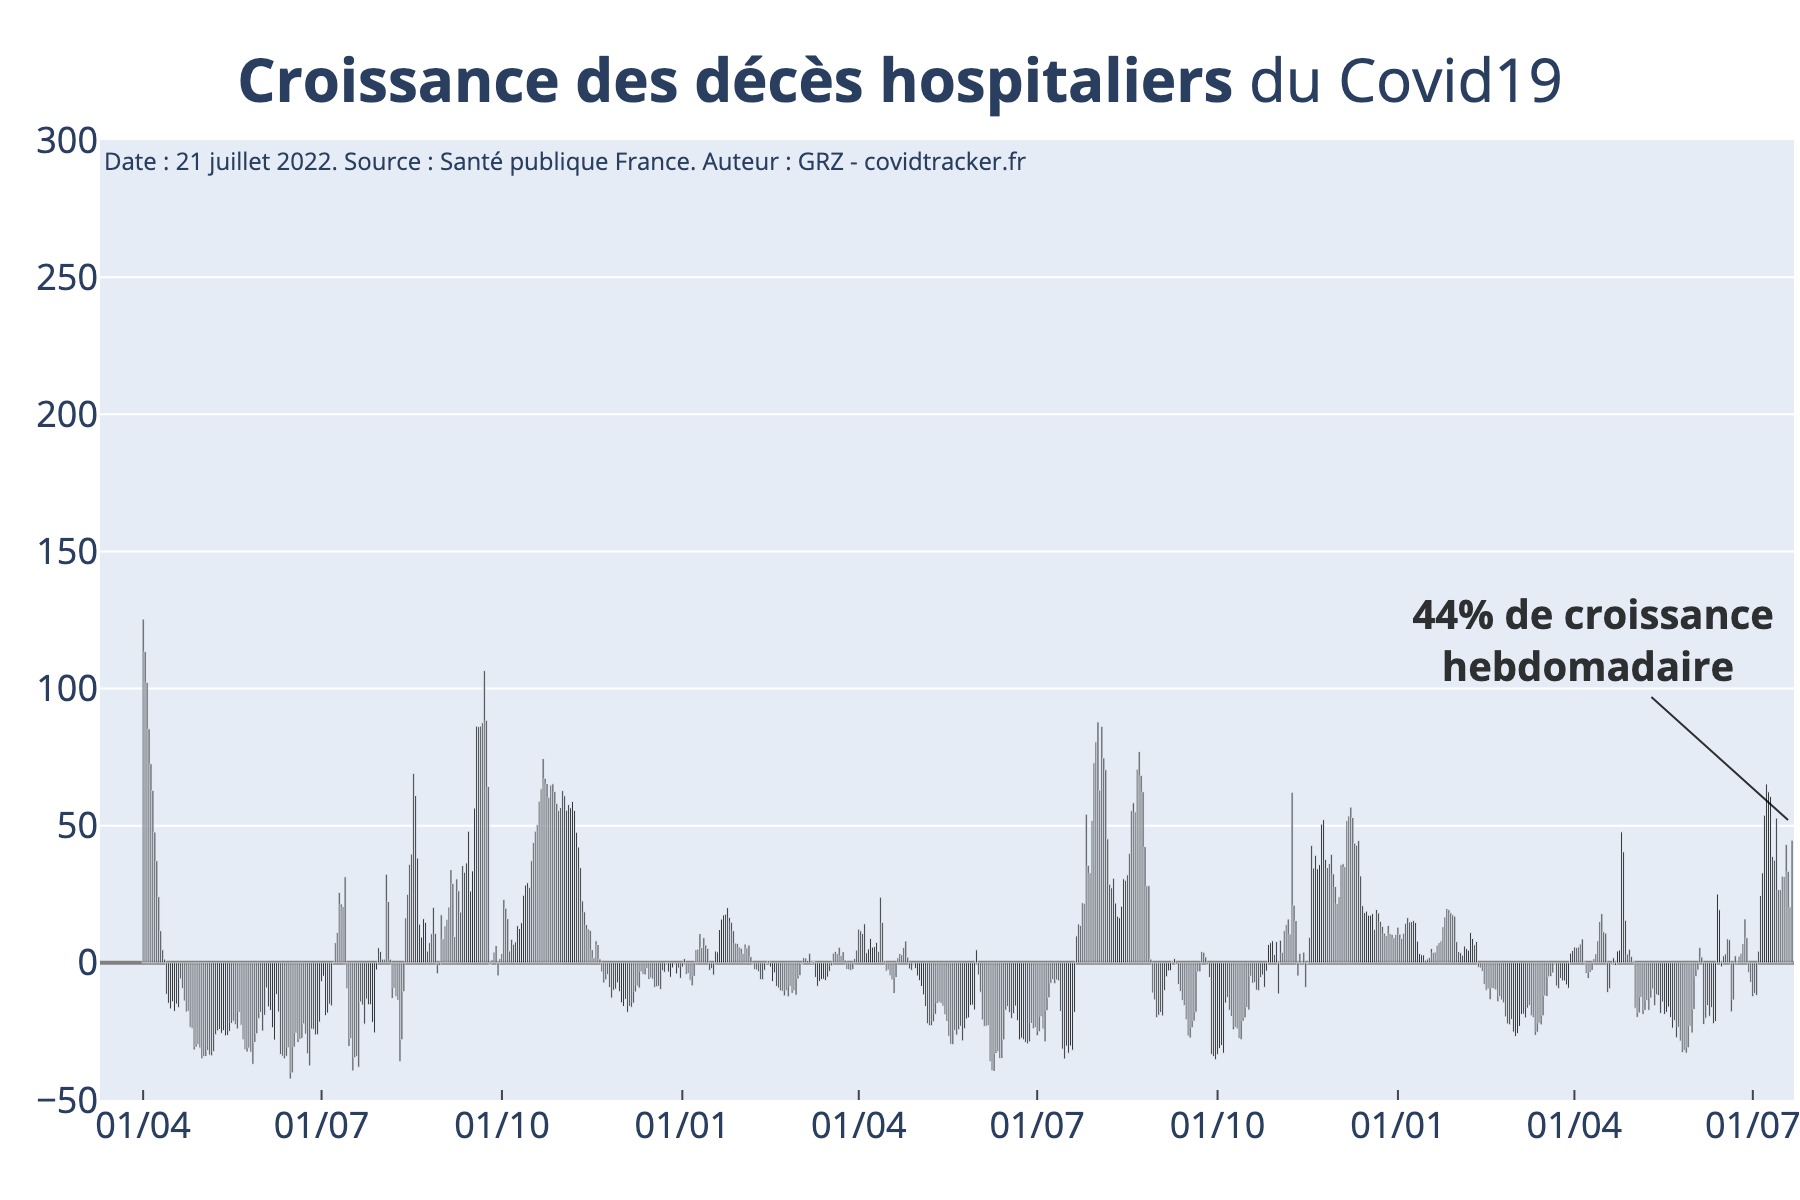 Croissance des décès hospitaliers du Covid19
300
Date : 21 juillet 2022. Source : Santé publique France. Auteur : GRZ - covidtracker.fr
250
200
150
44% de croissance
hebdomadaire
100
50
0
−50
01/04 01/07 01/10 01/01 01/04 01/07 01/10 01/01 01/04 01/07